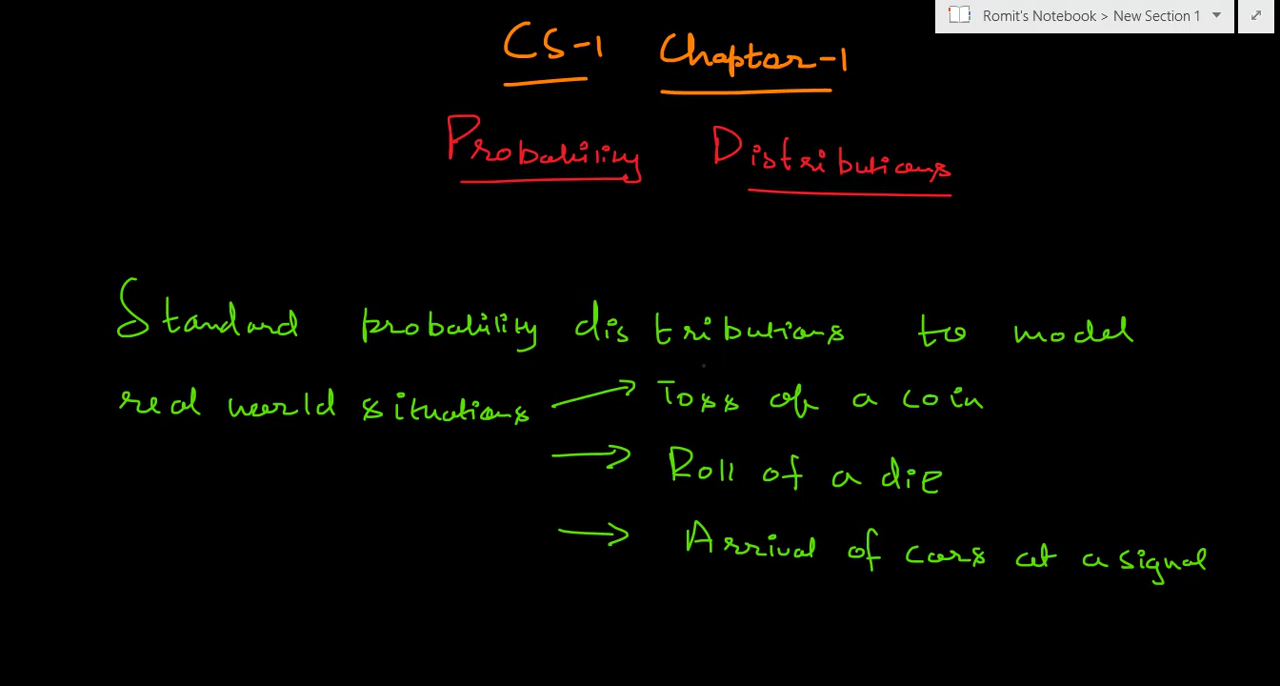 Romit's Notebook > New Section 1
CS-1 Chapter-1
Probability Distributions
Standard probability distributions to model
real world situations → Toss of a coin
→ Roll of a die
→ Arrival of cars at a signal